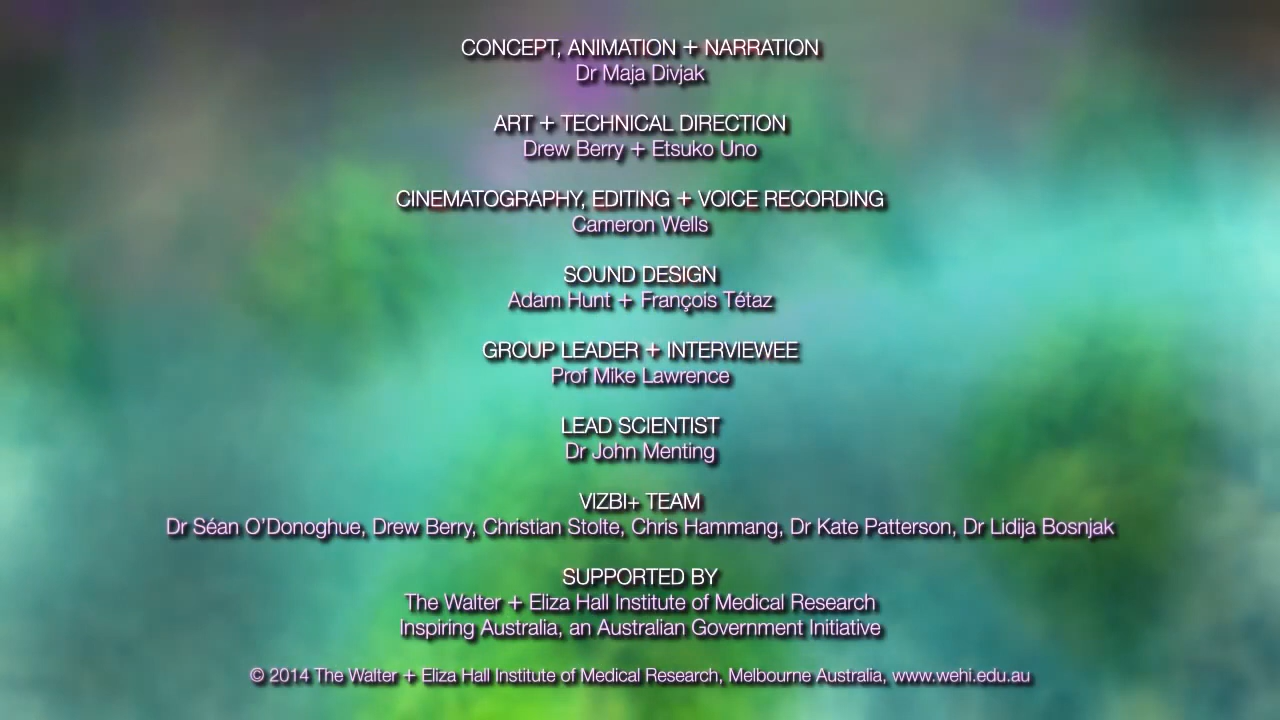 CONCEPT, ANIMATION + NARRATION
Dr Maja Divjak
ART + TECHNICAL DIRECTION
Drew Berry + Etsuko Uno
CINEMATOGRAPHY, EDITING + VOICE RECORDING
Cameron Wells
SOUND DESIGN
Adam Hunt + François Tétaz
GROUP LEADER + INTERVIEWEE
Prof Mike Lawrence
LEAD SCIENTIST
Dr John Menting
VIZBI+ TEAM
Dr Séan O’Donoghue, Drew Berry, Christian Stolte, Chris Hammang, Dr Kate Patterson, Dr Lidija Bosnjak
SUPPORTED BY
The Walter + Eliza Hall Institute of Medical Research
Inspiring Australia, an Australian Government Initiative
© 2014 The Walter + Eliza Hall Institute of Medical Research, Melbourne Australia, www.wehi.edu.au